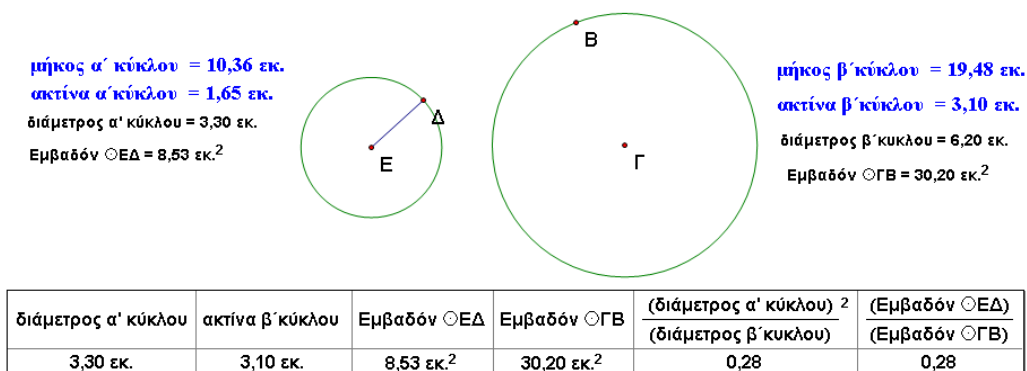 μήκος α΄ κύκλου = 10,36 εκ.
ακτίνα α΄κύκλου = 1,65 εκ.
διάμετρος α' κύκλου = 3,30 εκ.
Εμβαδόν ⊙ΕΔ = 8,53 εκ.²
Δ
Ε
Β
Γ
μήκος β΄κύκλου = 19,48 εκ.
ακτίνα β΄κύκλου = 3,10 εκ.
διάμετρος β΄κυκλου = 6,20 εκ.
Εμβαδόν ⊙ΓΒ = 30,20 εκ.²
διάμετρος α' κύκλου ακτίνα β΄κύκλου Εμβαδόν ⊙ΕΔ Εμβαδόν ⊙ΓΒ (διάμετρος α' κύκλου) ² (Εμβαδόν ⊙ΕΔ)
(διάμετρος β΄κυκλου) (Εμβαδόν ⊙ΓΒ)
3,30 εκ. 3,10 εκ. 8,53 εκ.² 30,20 εκ.² 0,28 0,28